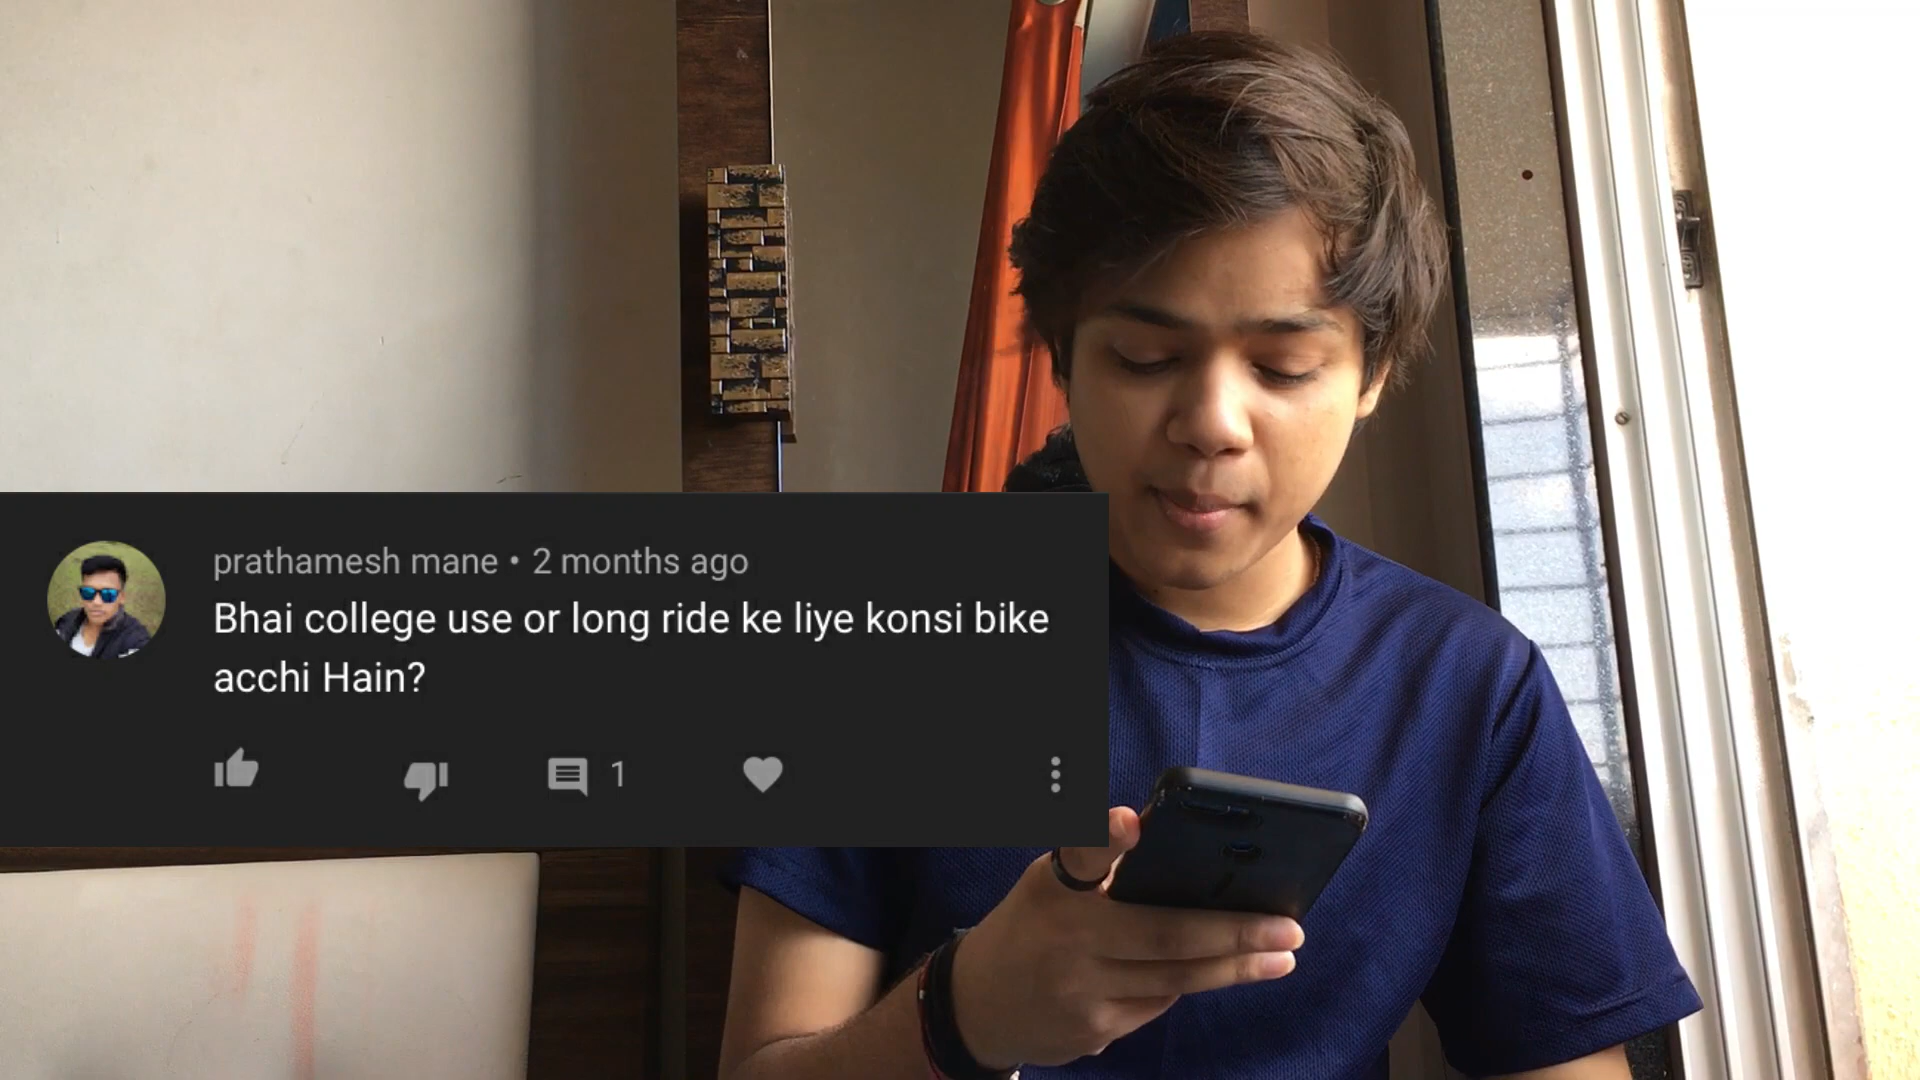 prathamesh mane • 2 months ago
Bhai college use or long ride ke liye konsi bike
acchi Hain?
1